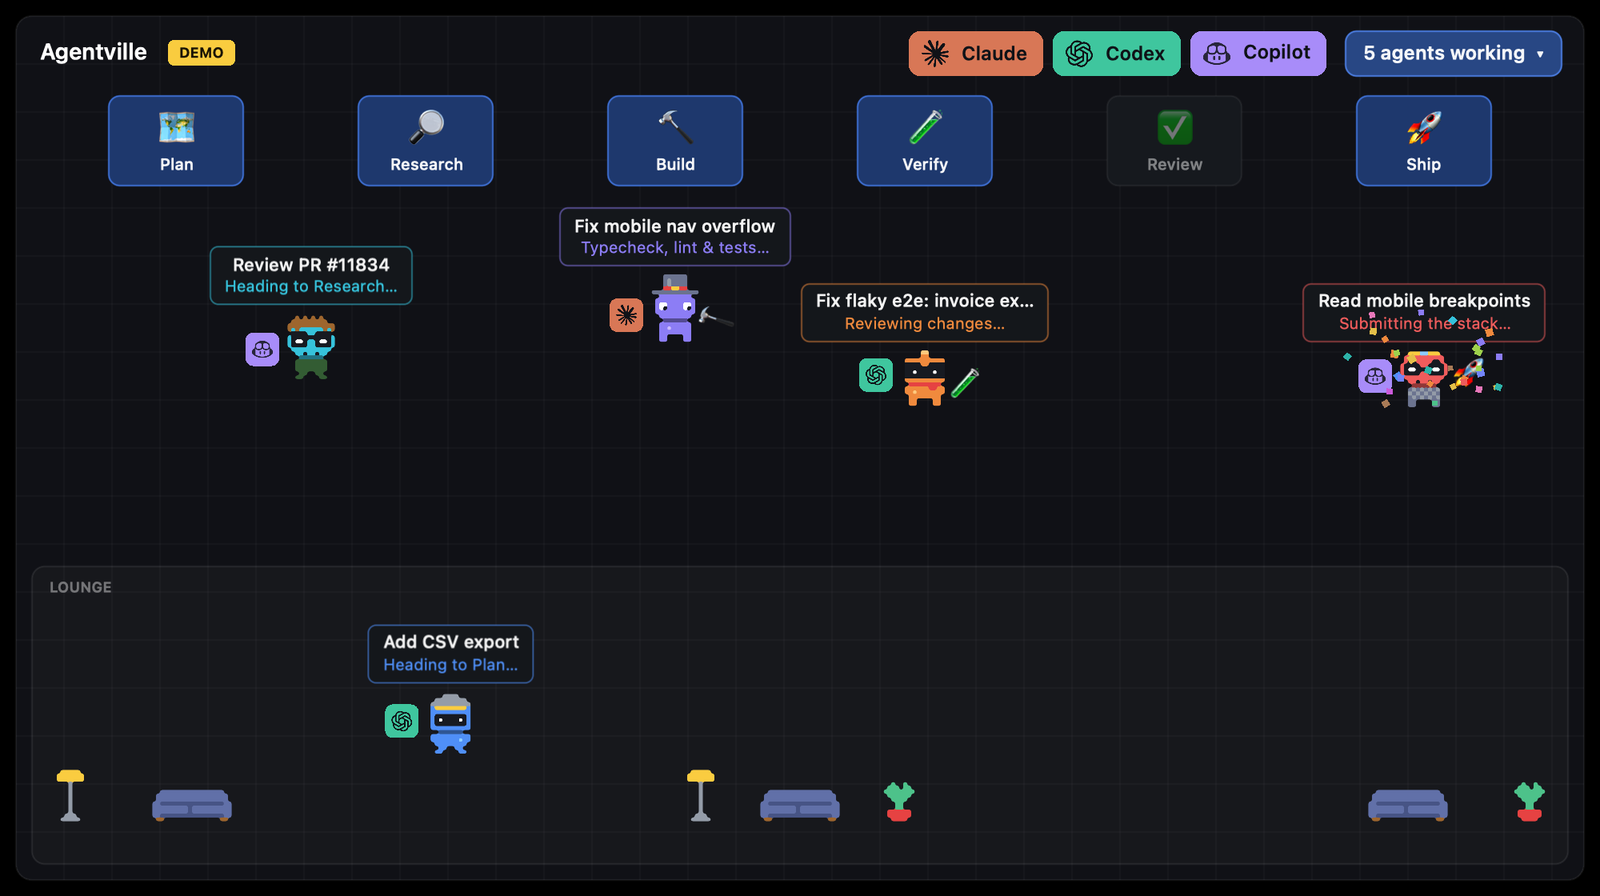 Agentville
DEMO
Claude
Codex
Copilot
5 agents working
Plan
Research
Build
Verify
Review
Ship
Fix mobile nav overflow
Typecheck, lint & tests...
Review PR #11834
Heading to Research...
Fix flaky e2e: invoice ex...
Reviewing changes...
Read mobile breakpoints
Submitting the stack...
LOUNGE
Add CSV export
Heading to Plan...